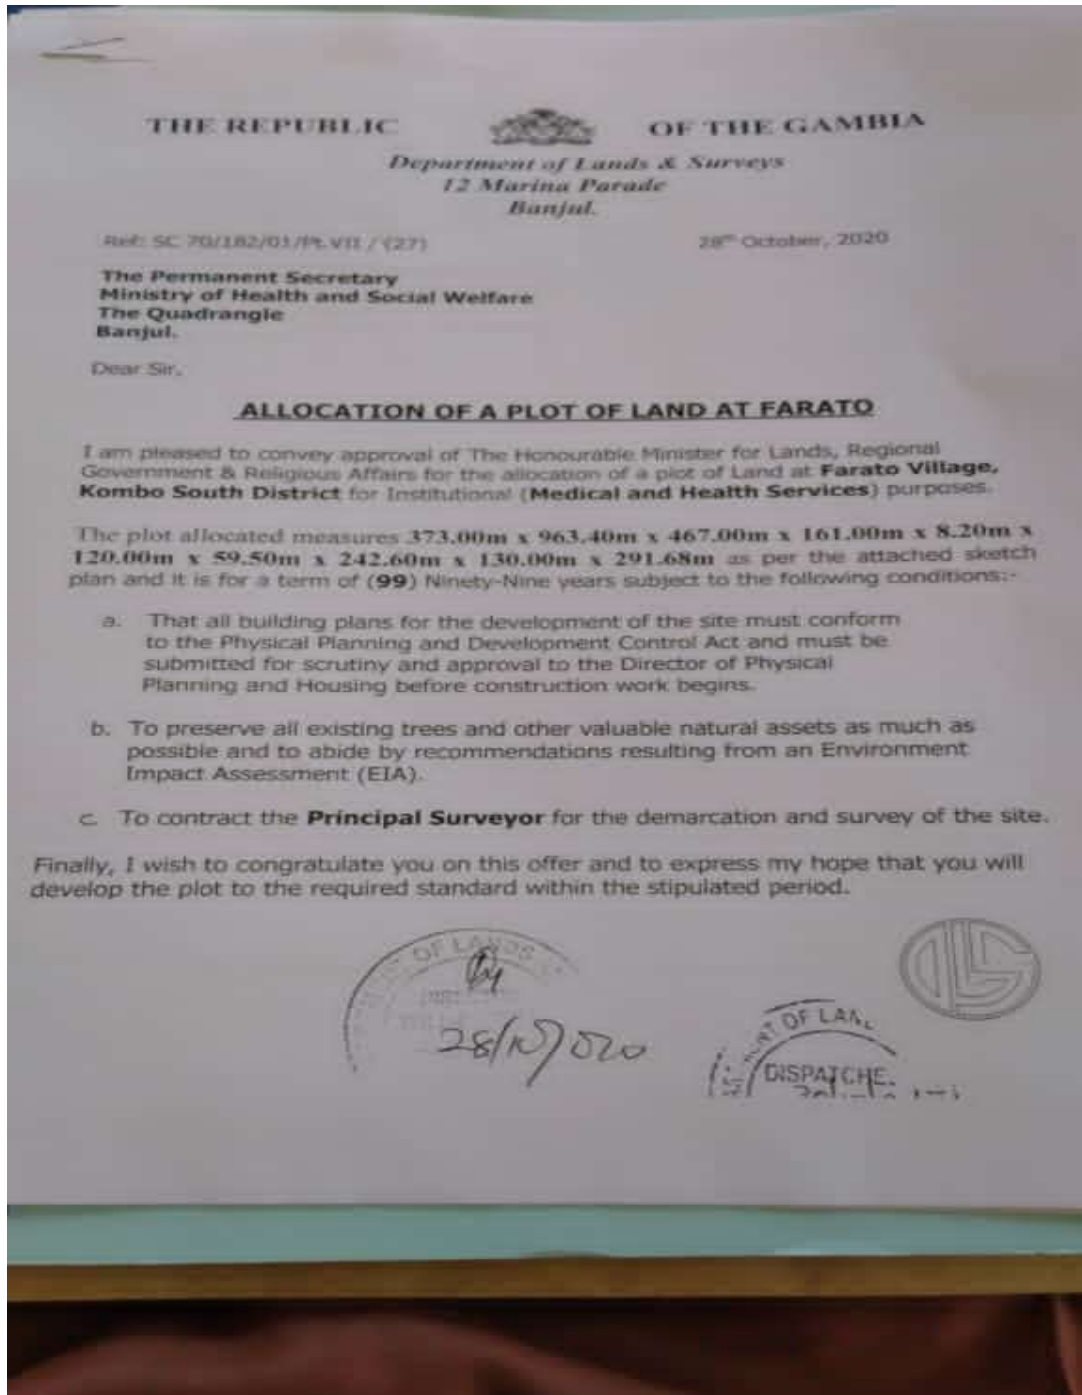 THE REPUBLIC OF THE GAMBIA
Department of Lands & Surveys
12 Marina Parade
Banjul.
Ref: SC 70/182/01/Pt.VII / (27) 28th October, 2020
The Permanent Secretary
Ministry of Health and Social Welfare
The Quadrangle
Banjul.
Dear Sir,
ALLOCATION OF A PLOT OF LAND AT FARATO
I am pleased to convey approval of The Honourable Minister for Lands, Regional
Government & Religious Affairs for the allocation of a plot of Land at Farato Village,
Kombo South District for Institutional (Medical and Health Services) purposes.
The plot allocated measures 373.00m x 963.40m x 467.00m x 161.00m x 8.20m x
120.00m x 59.50m x 242.60m x 130.00m x 291.68m as per the attached sketch
plan and it is for a term of (99) Ninety-Nine years subject to the following conditions:-
a. That all building plans for the development of the site must conform
to the Physical Planning and Development Control Act and must be
submitted for scrutiny and approval to the Director of Physical
Planning and Housing before construction work begins.
b. To preserve all existing trees and other valuable natural assets as much as
possible and to abide by recommendations resulting from an Environment
Impact Assessment (EIA).
c. To contract the Principal Surveyor for the demarcation and survey of the site.
Finally, I wish to congratulate you on this offer and to express my hope that you will
develop the plot to the required standard within the stipulated period.
OF LANDS
28/10/020
OF LAN
DISPATCHE